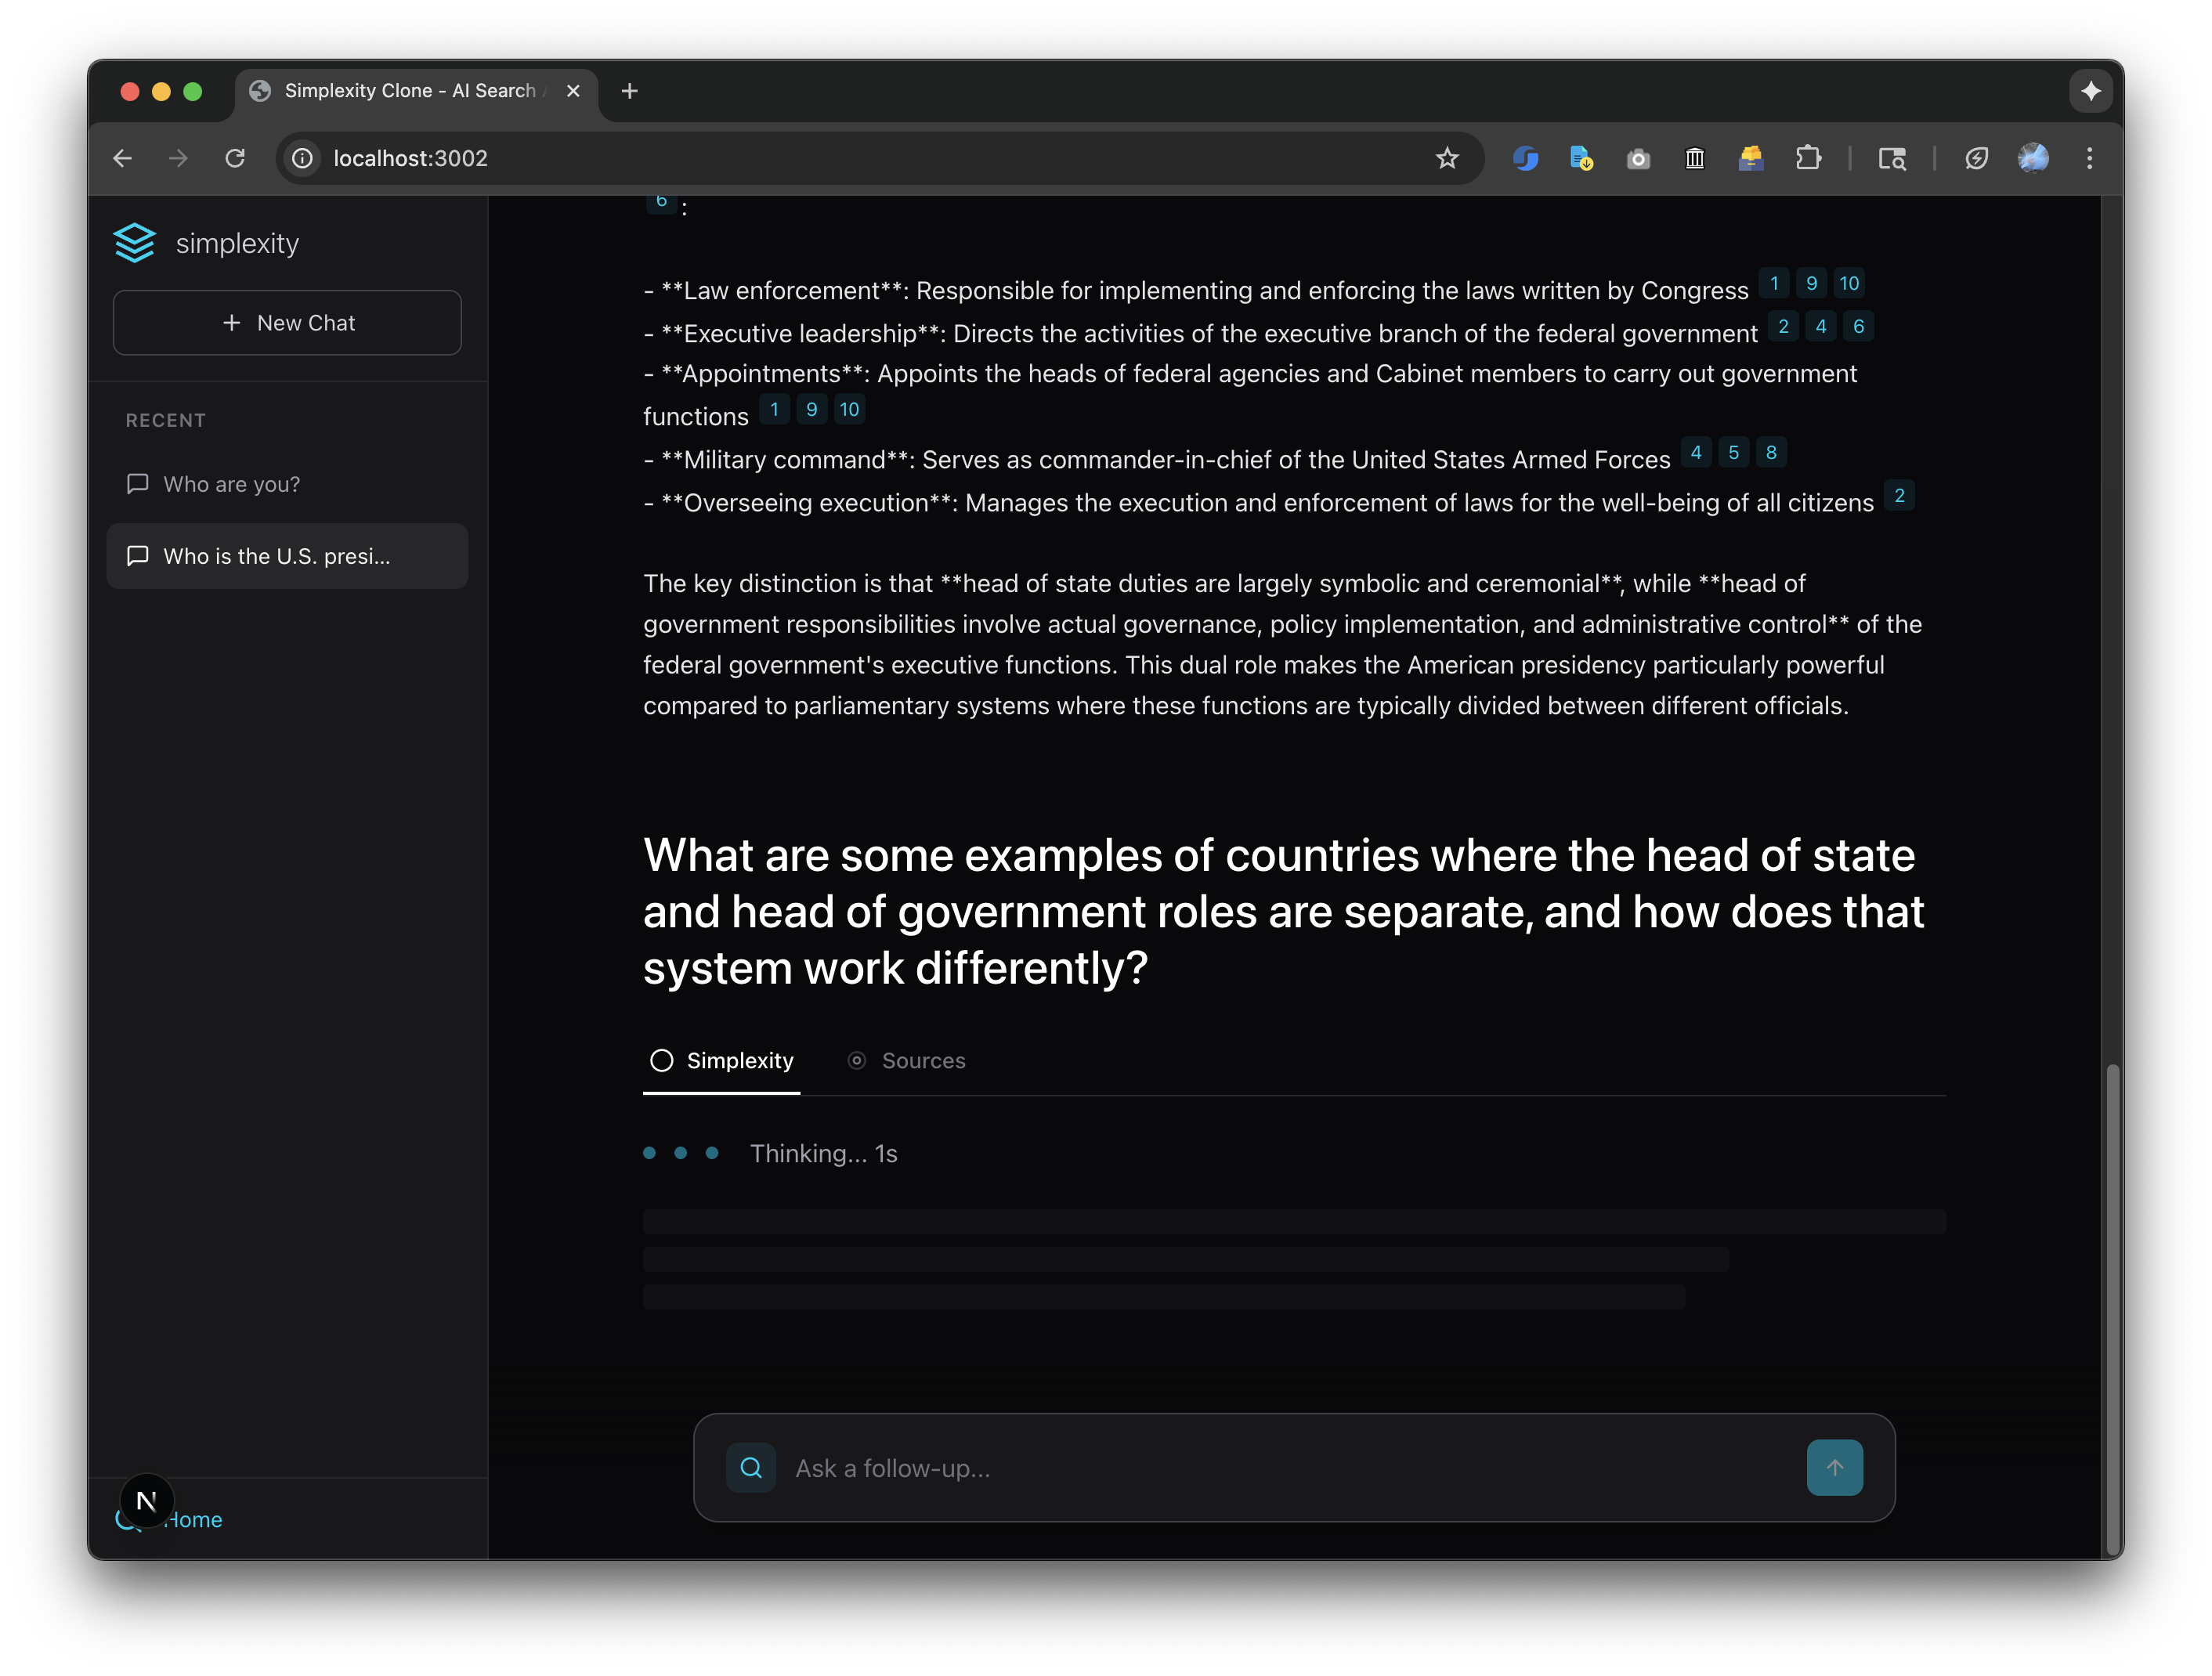 Simplexity Clone - AI Search
localhost:3002
simplexity
New Chat
RECENT
Who are you?
Who is the U.S. presi...
Home
N
6 :
- **Law enforcement**: Responsible for implementing and enforcing the laws written by Congress 1 9 10
- **Executive leadership**: Directs the activities of the executive branch of the federal government 2 4 6
- **Appointments**: Appoints the heads of federal agencies and Cabinet members to carry out government
functions 1 9 10
- **Military command**: Serves as commander-in-chief of the United States Armed Forces 4 5 8
- **Overseeing execution**: Manages the execution and enforcement of laws for the well-being of all citizens 2
The key distinction is that **head of state duties are largely symbolic and ceremonial**, while **head of
government responsibilities involve actual governance, policy implementation, and administrative control** of the
federal government's executive functions. This dual role makes the American presidency particularly powerful
compared to parliamentary systems where these functions are typically divided between different officials.
What are some examples of countries where the head of state
and head of government roles are separate, and how does that
system work differently?
Simplexity
Sources
Thinking... 1s
Ask a follow-up...